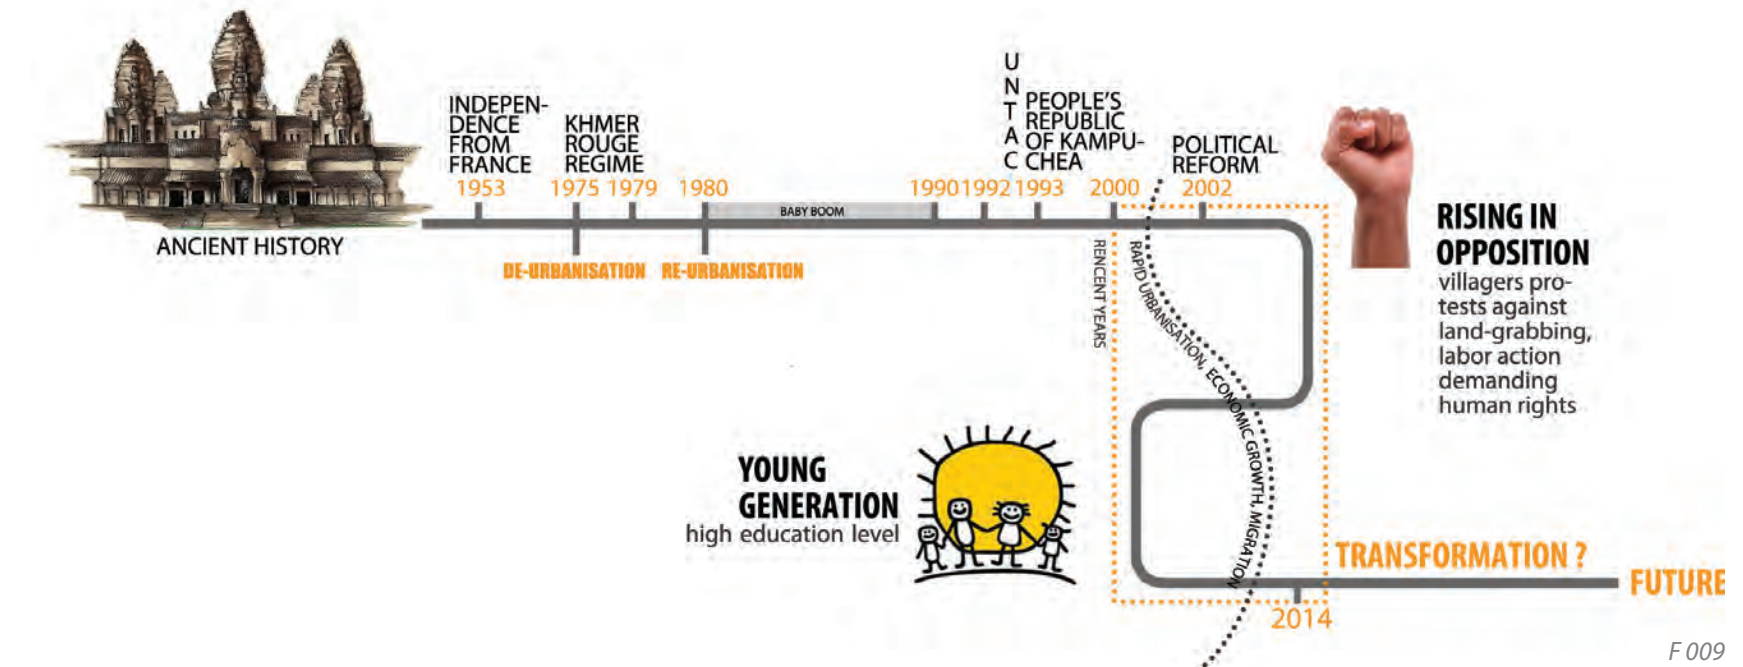 ANCIENT HISTORY
INDEPEN-
DENCE
FROM
FRANCE
1953
KHMER
ROUGE
REGIME
1975 1979
1980
BABY BOOM
DE-URBANISATION
RE-URBANISATION
1990
1992
1993
U
N
T
A
C
PEOPLE'S
REPUBLIC
OF KAMPU-
CHEA
2000
POLITICAL
REFORM
2002
RENCENT YEARS
RAPID URBANISATION, ECONOMIC GROWTH, MIGRATION
RISING IN
OPPOSITION
villagers pro-
tests against
land-grabbing,
labor action
demanding
human rights
YOUNG
GENERATION
high education level
TRANSFORMATION ?
FUTURE
2014
F 009